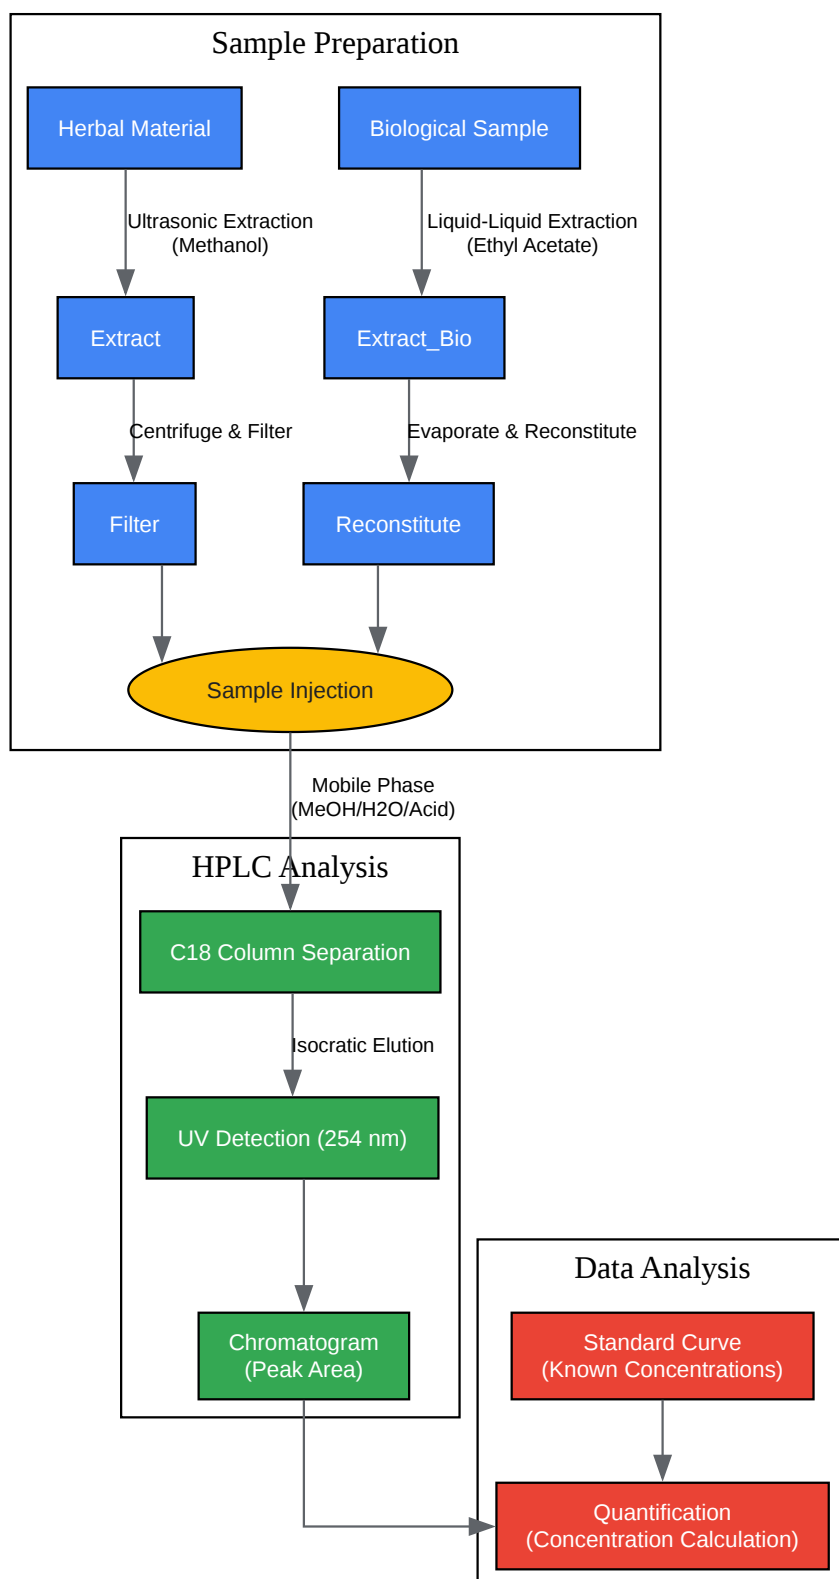 Sample Preparation
Herbal Material
Biological Sample
Ultrasonic Extraction
(Methanol)
Liquid-Liquid Extraction
(Ethyl Acetate)
Extract
Extract_Bio
Centrifuge & Filter
Evaporate & Reconstitute
Filter
Reconstitute
Sample Injection
Mobile Phase
(MeOH/H2O/Acid)
HPLC Analysis
C18 Column Separation
Isocratic Elution
UV Detection (254 nm)
Chromatogram
(Peak Area)
Data Analysis
Standard Curve
(Known Concentrations)
Quantification
(Concentration Calculation)